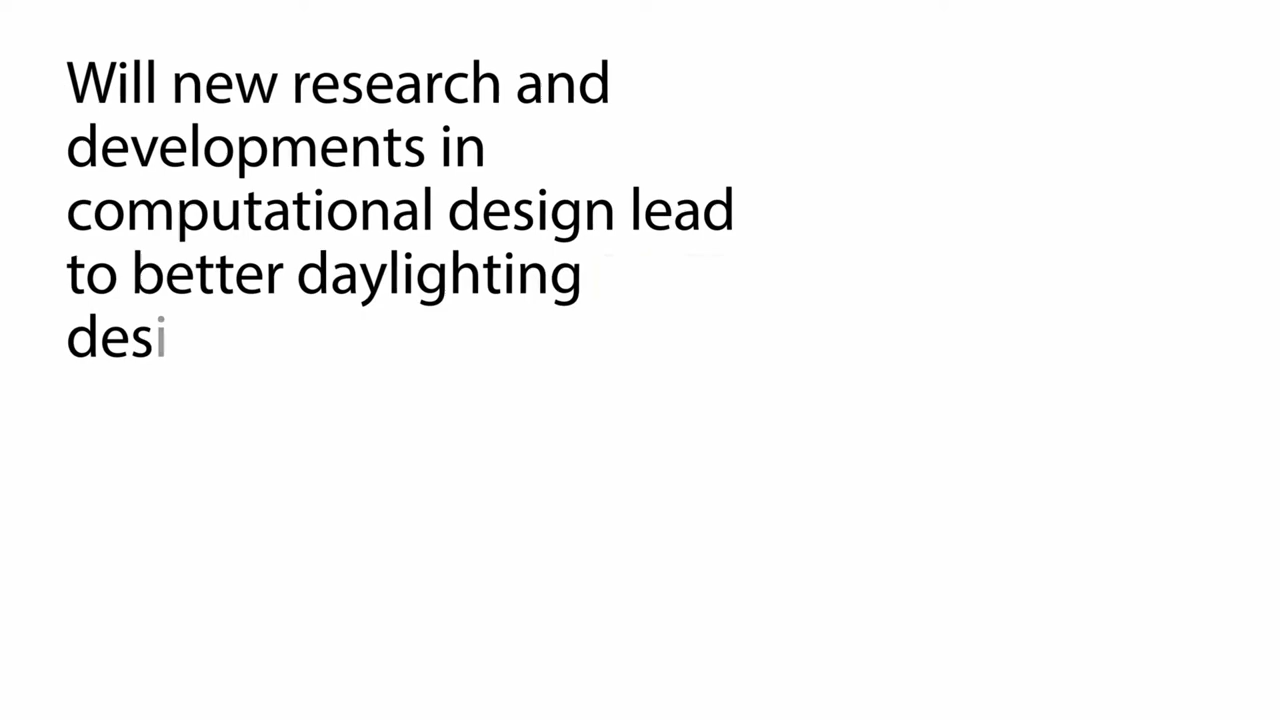 Will new research and
developments in
computational design lead
to better daylighting
desi